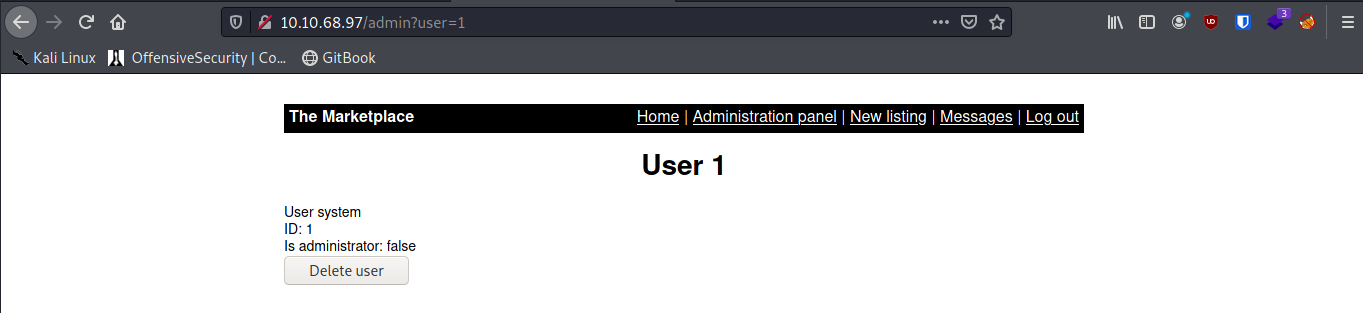 10.10.68.97/admin?user=1
3
Kali Linux OffensiveSecurity | Co... GitBook
The Marketplace Home | Administration panel | New listing | Messages | Log out
User 1
User system
ID: 1
Is administrator: false
Delete user